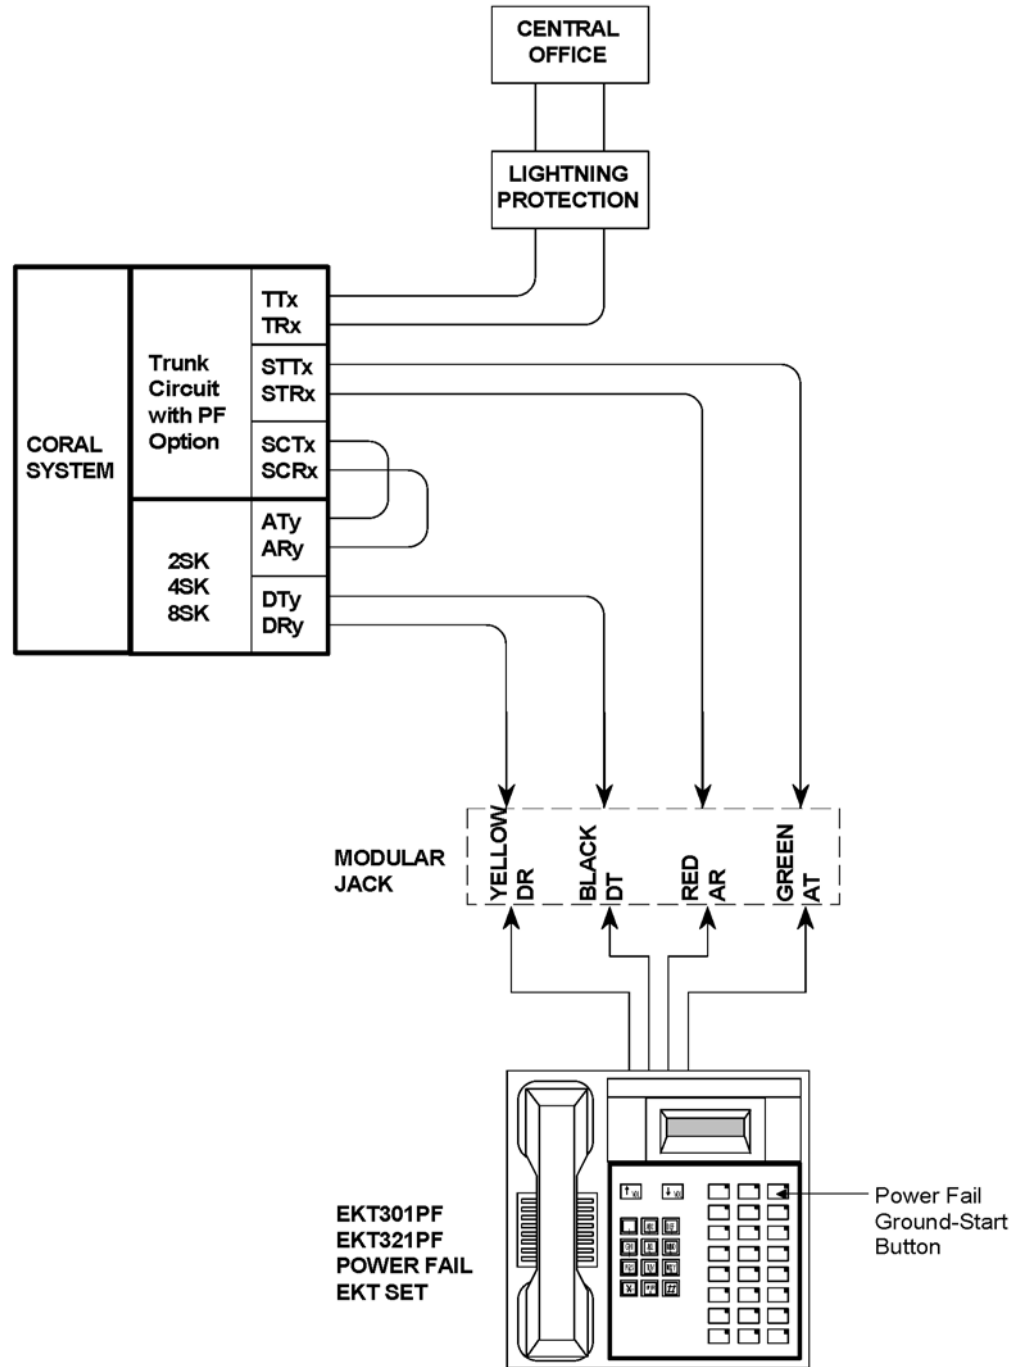 CENTRAL
OFFICE
LIGHTNING
PROTECTION
CORAL
SYSTEM
Trunk
Circuit
with PF
Option
TTx
TRx
STTx
STRx
SCTx
SCRx
2SK
4SK
8SK
ATy
ARy
DTy
DRy
MODULAR
JACK
YELLOW
DR
BLACK
DT
RED
AR
GREEN
AT
EKT301PF
EKT321PF
POWER FAIL
EKT SET
Power Fail
Ground-Start
Button